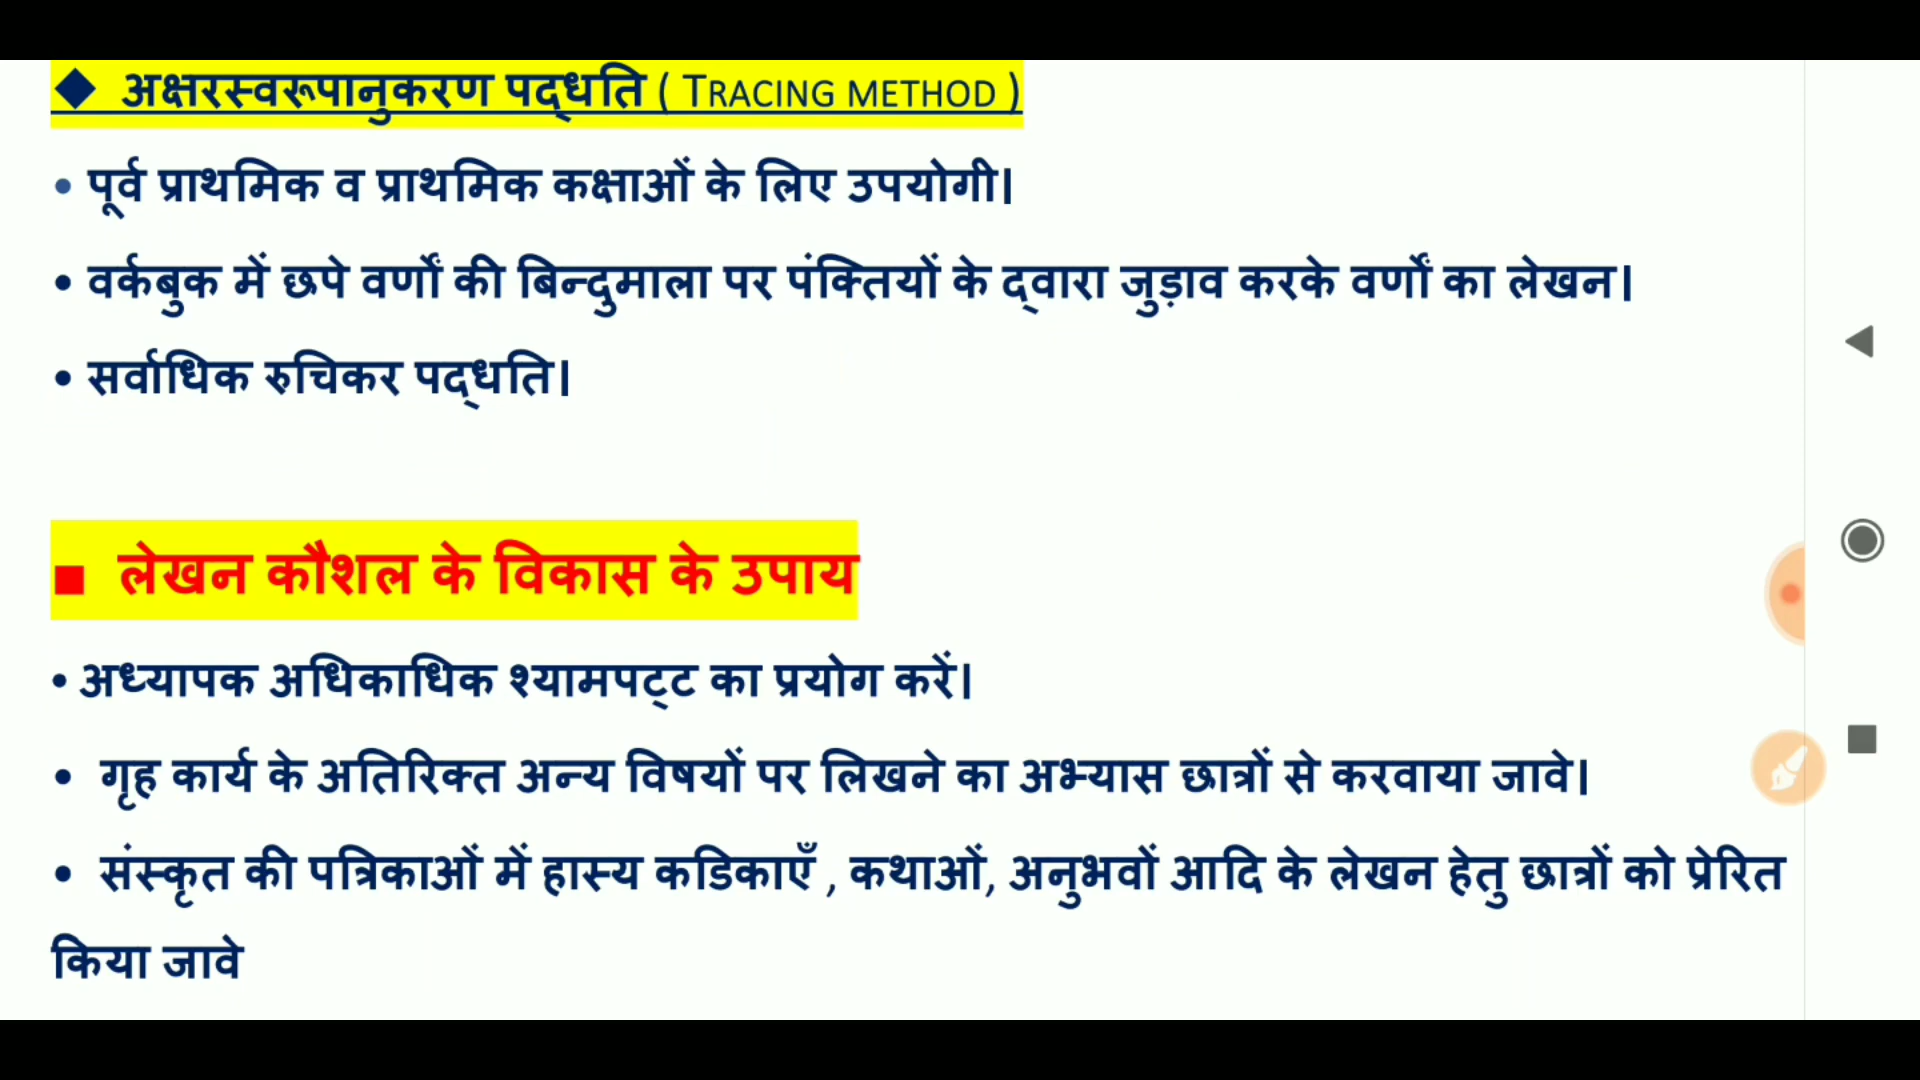 ◆ अक्षरस्वरूपानुकरण पद्धति ( TRACING METHOD )
• पूर्व प्राथमिक व प्राथमिक कक्षाओं के लिए उपयोगी।
• वर्कबुक में छपे वर्णों की बिन्दुमाला पर पंक्तियों के द्वारा जुड़ाव करके वर्णों का लेखन।
• सर्वाधिक रुचिकर पद्धति।
■ लेखन कौशल के विकास के उपाय
• अध्यापक अधिकाधिक श्यामपट्ट का प्रयोग करें।
• गृह कार्य के अतिरिक्त अन्य विषयों पर लिखने का अभ्यास छात्रों से करवाया जावे।
• संस्कृत की पत्रिकाओं में हास्य कडिकाएँ , कथाओं, अनुभवों आदि के लेखन हेतु छात्रों को प्रेरित
किया जावे